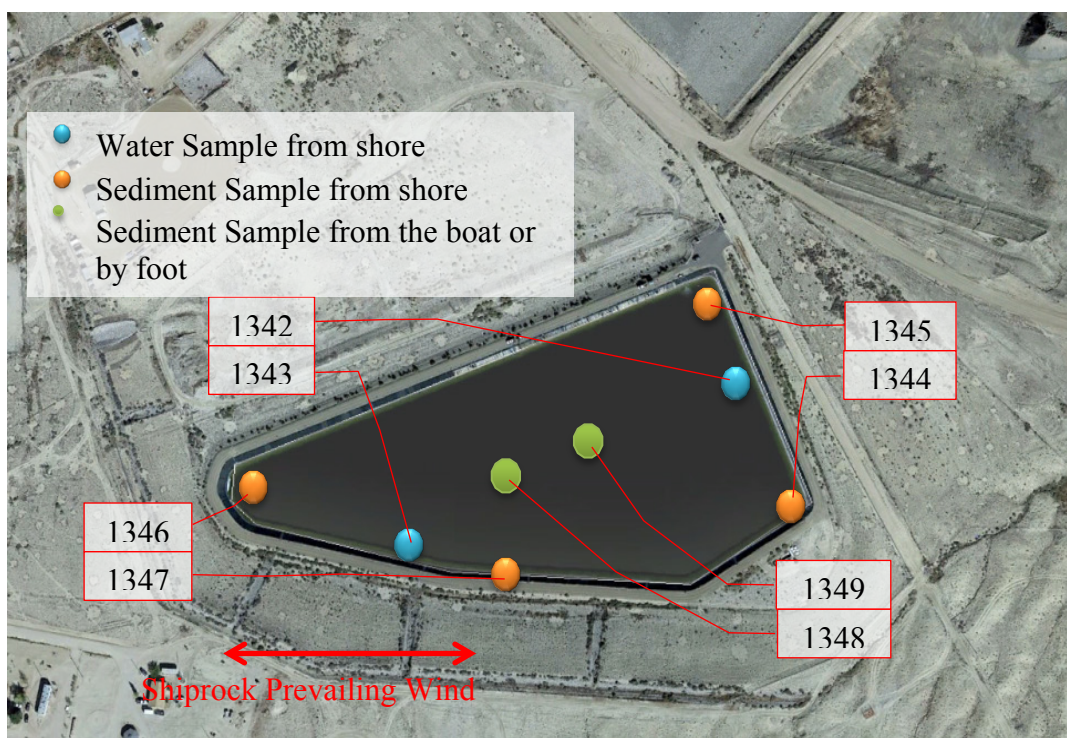 Water Sample from shore
Sediment Sample from shore
Sediment Sample from the boat or
by foot
1342
1343
1345
1344
1346
1347
1349
1348
Shiprock Prevailing Wind